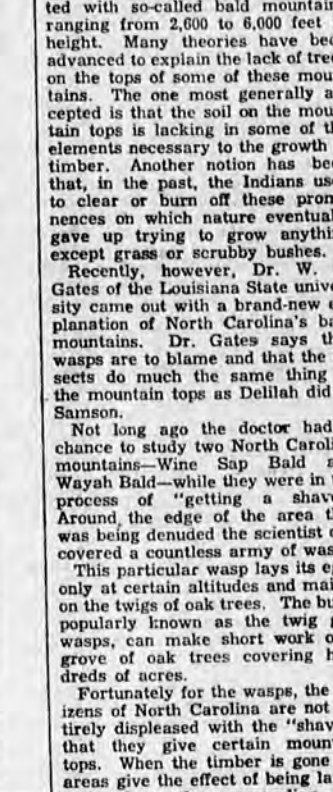 ted with so-called bald mountain
ranging from 2,600 to 6,000 feet
height. Many theories have bee
advanced to explain the lack of tree
on the tops of some of these mou
tains. The one most generally a
cepted is that the soil on the mou
tain tops is lacking in some of th
elements necessary to the growth
timber. Another notion has bee
that, in the past, the Indians use
to clear or burn off these prom
nences on which nature eventual
gave up trying to grow anythin
except grass or scrubby bushes.
Recently, however, Dr. W.
Gates of the Louisiana State unive
sity came out with a brand-new e
planation of North Carolina's ba
mountains. Dr. Gates says th
wasps are to blame and that the
sects do much the same thing
the mountain tops as Delilah did
Samson.
Not long ago the doctor had
chance to study two North Caroli
mountains—Wine Sap Bald a
Wayah Bald—while they were in t
process of "getting a shave
Around the edge of the area th
was being denuded the scientist d
covered a countless army of was
This particular wasp lays its eg
only at certain altitudes and mai
on the twigs of oak trees. The bu
popularly known as the twig g
wasps, can make short work o
grove of oak trees covering h
dreds of acres.
Fortunately for the wasps, the
izens of North Carolina are not
tirely displeased with the "shav
that they give certain moun
tops. When the timber is gone
areas give the effect of being la